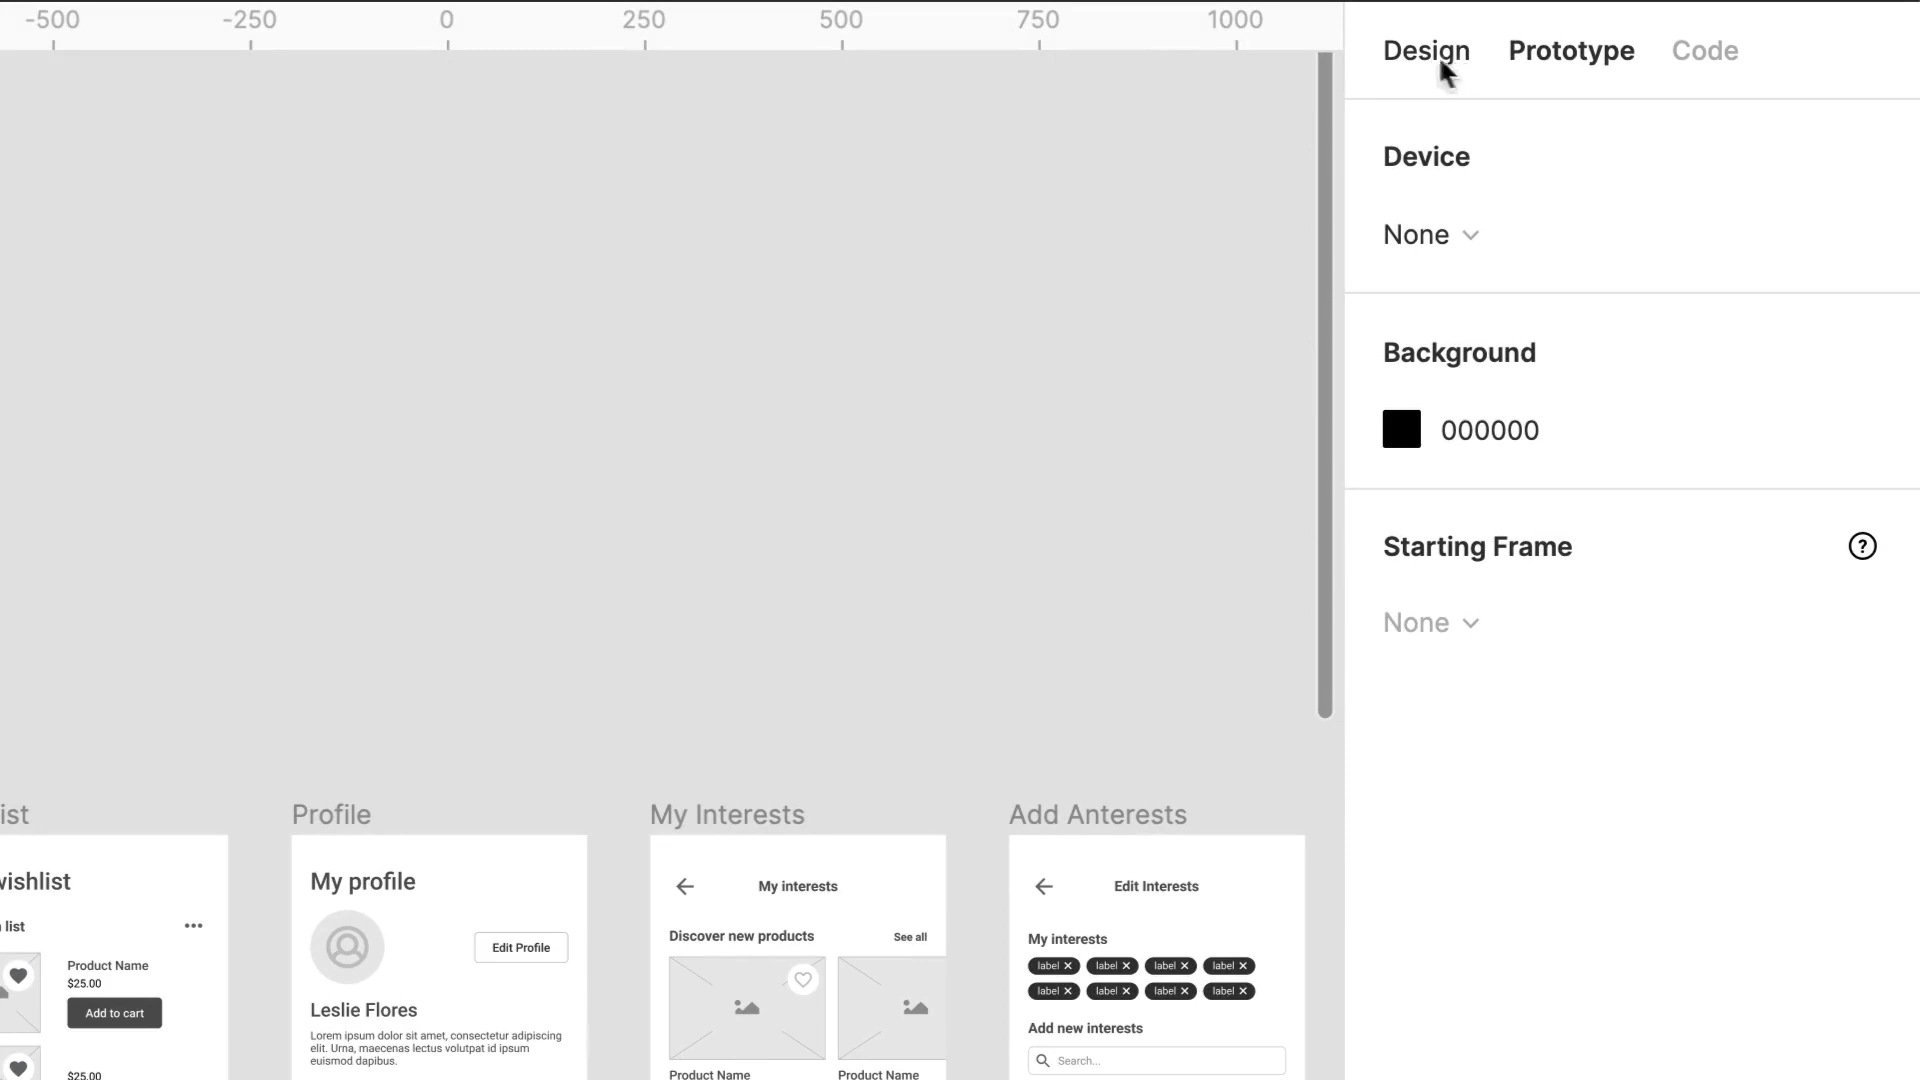 -500 -250 0 250 500 750 1000
Design Prototype Code
Device
None
Background
000000
Starting Frame ?
None
ist
Profile
My Interests
Add Anterests
vishlist
list
•••
Product Name
$25.00
Add to cart
$25.00
My profile
Edit Profile
Leslie Flores
Lorem ipsum dolor sit amet, consectetur adipiscing
elit. Urna, maecenas lectus volutpat id ipsum
euismod dapibus.
My interests
Discover new products See all
Product Name Product Name
Edit Interests
My interests
label × label × label × label ×
label × label × label × label ×
Add new interests
Search...